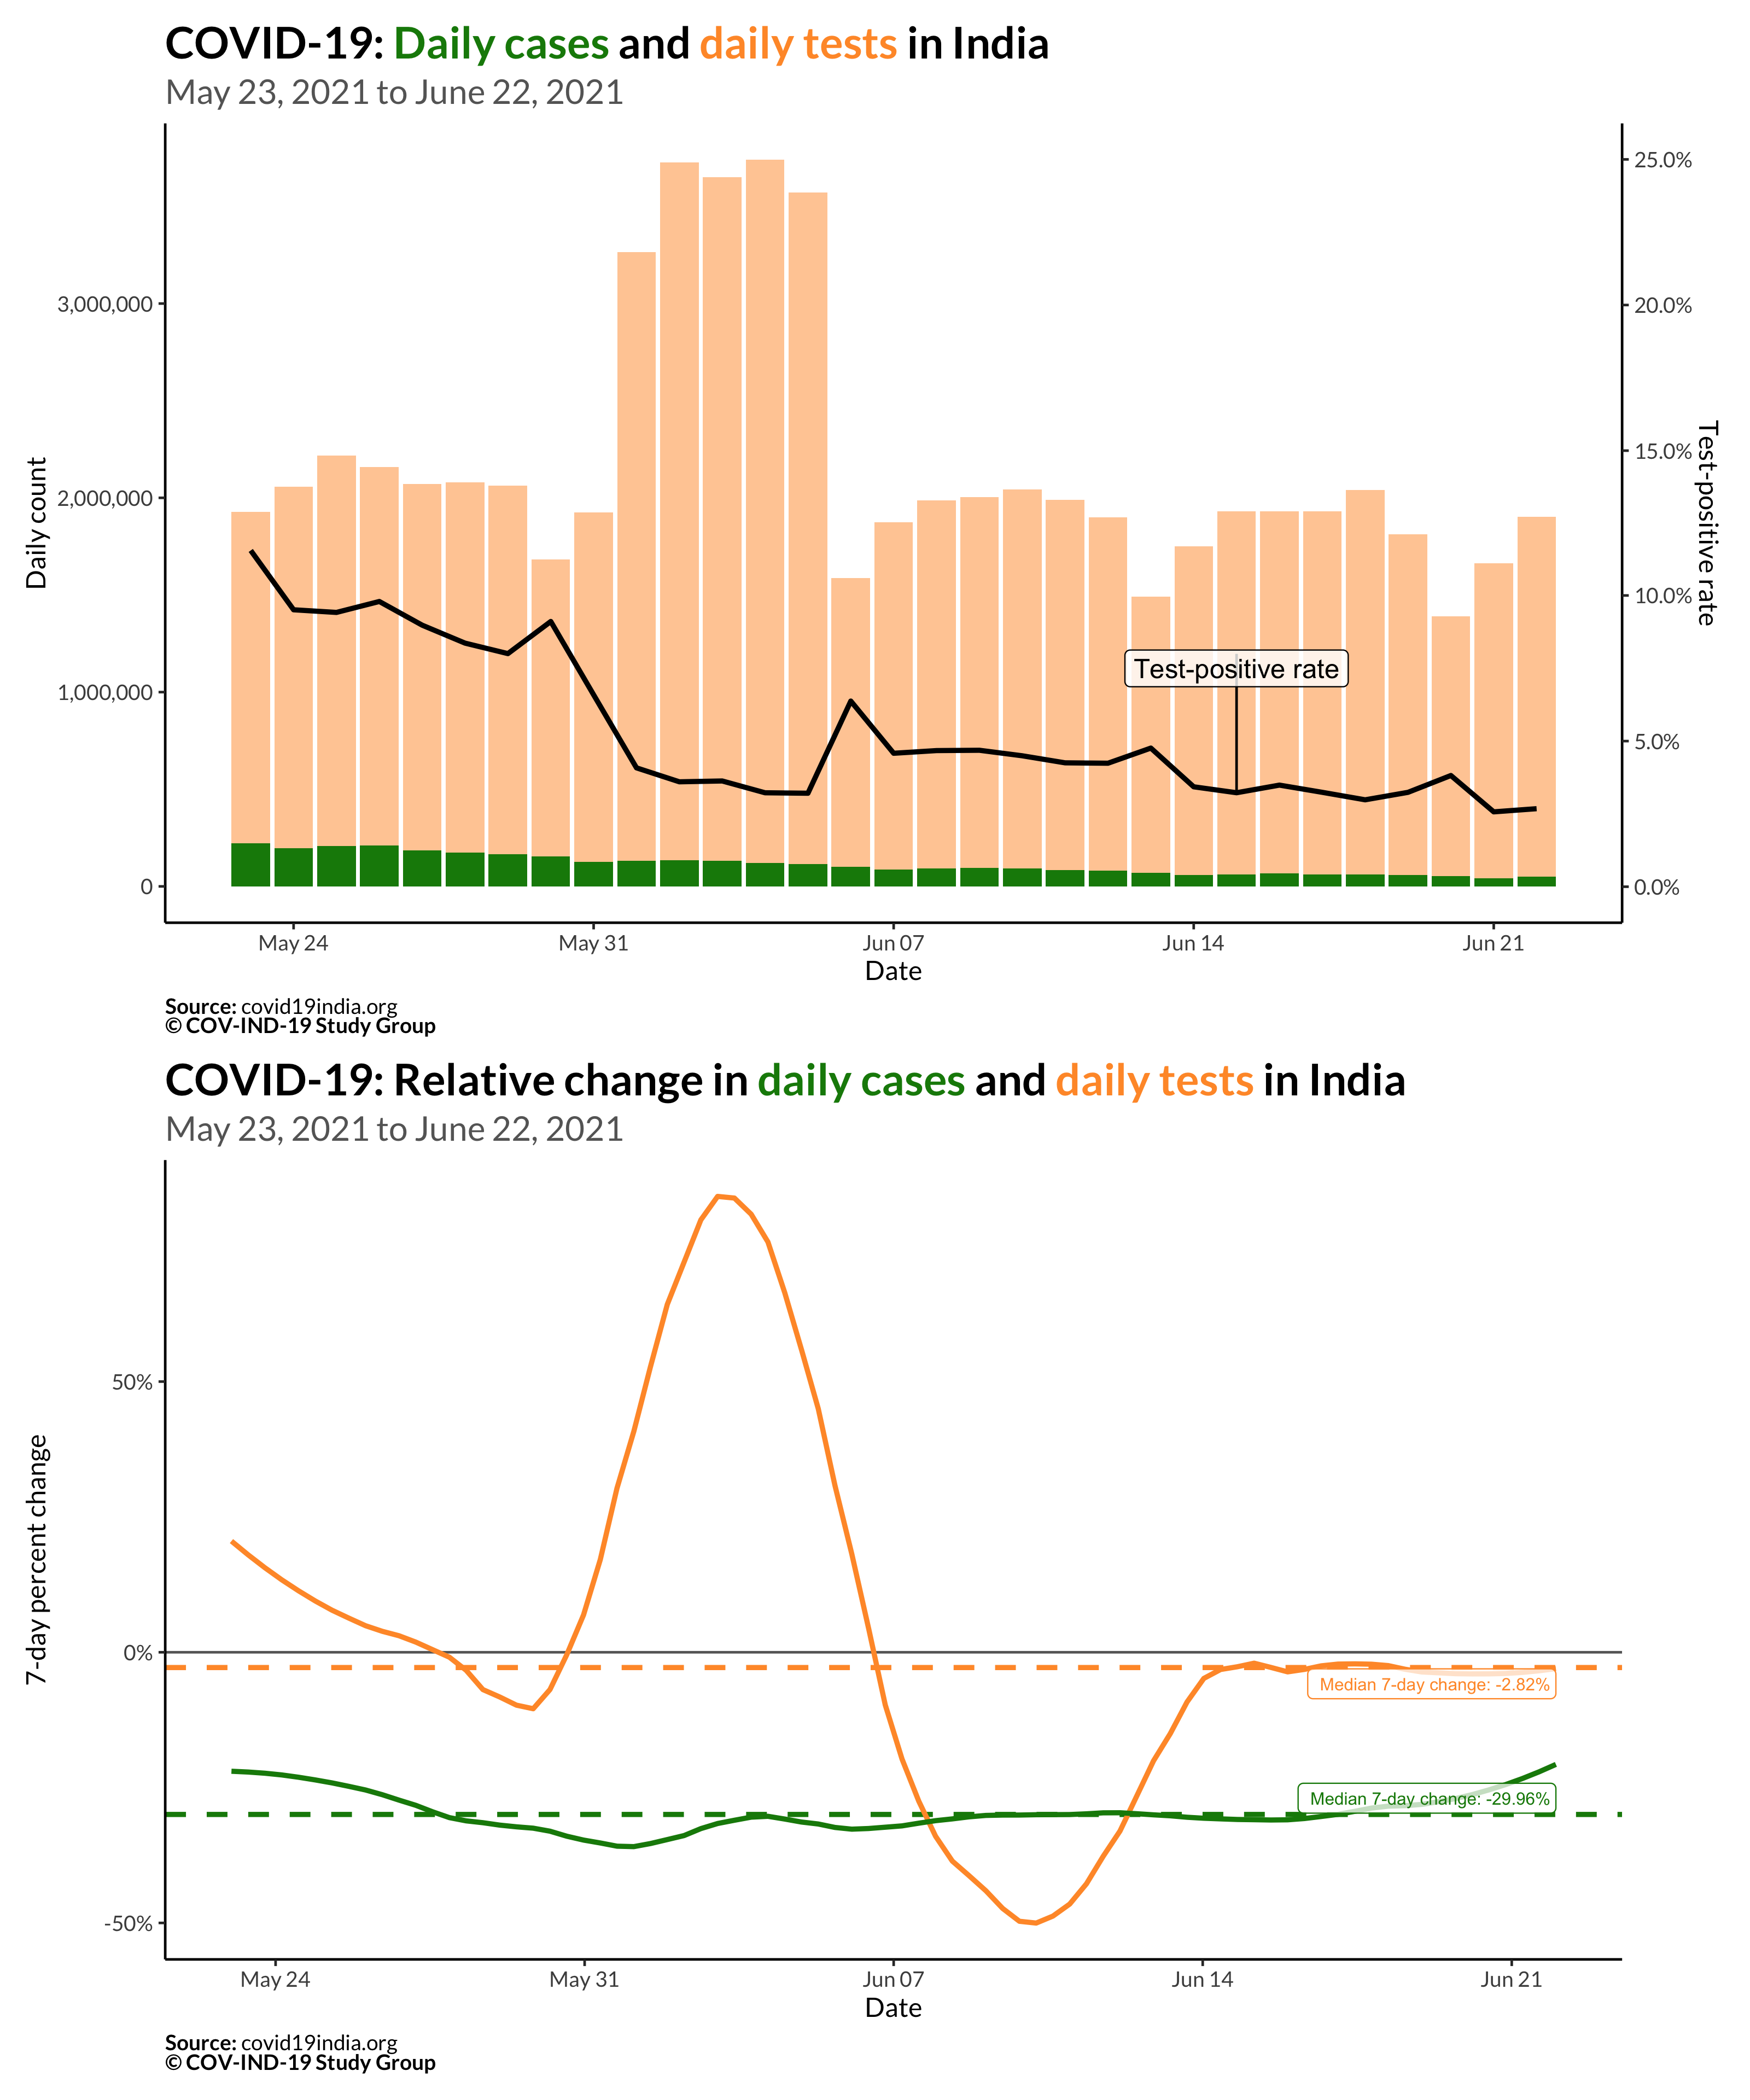 COVID-19: Daily cases and daily tests in India
May 23, 2021 to June 22, 2021
Daily count
3,000,000
2,000,000
1,000,000
0
25.0%
20.0%
15.0%
10.0%
5.0%
0.0%
Test-positive rate
Test-positive rate
May 24
May 31
Jun 07
Jun 14
Jun 21
Date
Source: covid19india.org
© COV-IND-19 Study Group
COVID-19: Relative change in daily cases and daily tests in India
May 23, 2021 to June 22, 2021
7-day percent change
50%
0%
-50%
Median 7-day change: -2.82%
Median 7-day change: -29.96%
May 24
May 31
Jun 07
Jun 14
Jun 21
Date
Source: covid19india.org
© COV-IND-19 Study Group